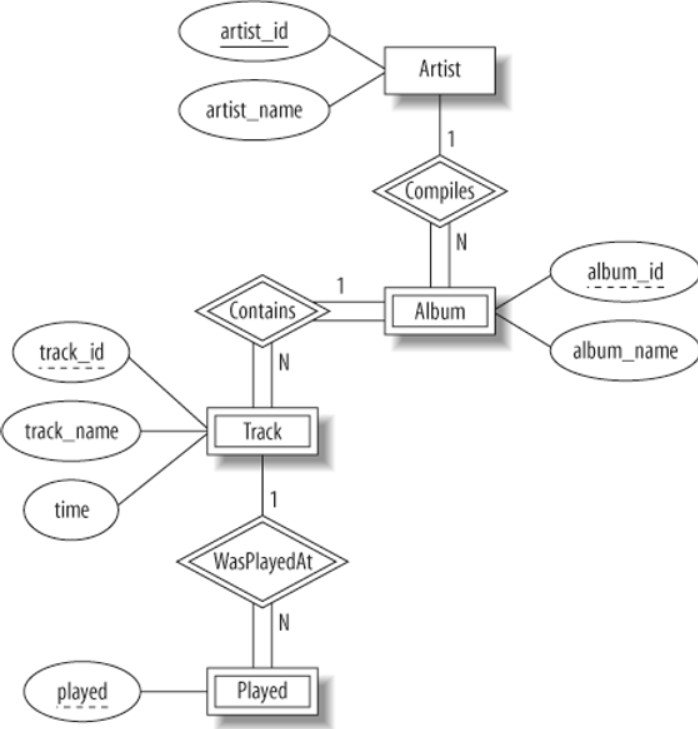 artist_id
Artist
artist_name
1
Compiles
N
album_id
1
Contains
Album
album_name
track_id
N
track_name
Track
time
1
WasPlayedAt
N
played
Played